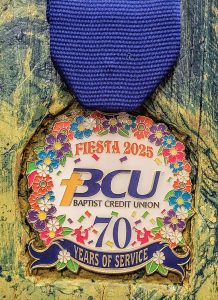 FIESTA 2025
BCU
BAPTIST CREDIT UNION
70
YEARS OF SERVICE